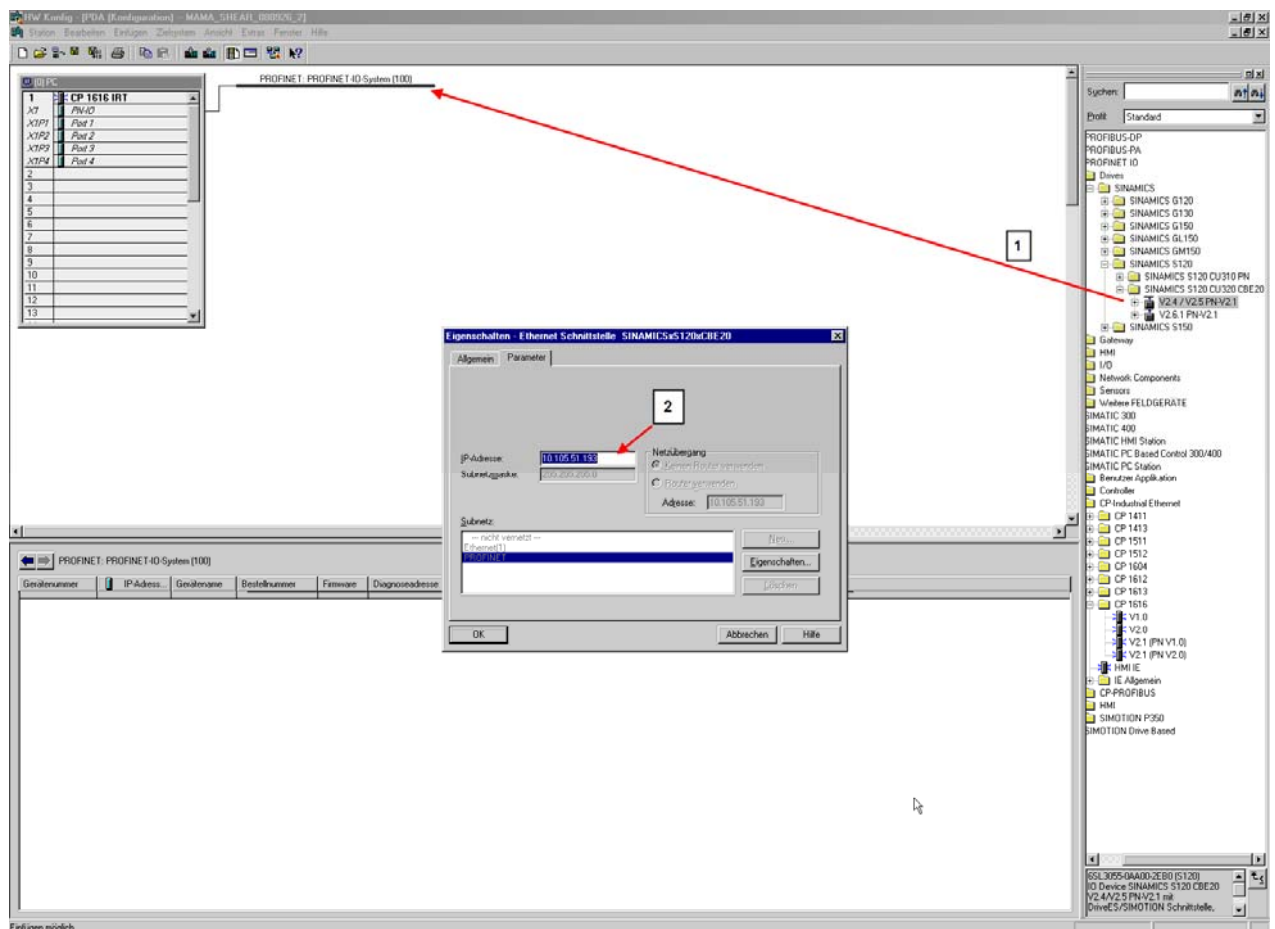 HW Konfig - [PDA (Konfiguration) -- MAMA_SHEAR_080926_2]
Station Bearbeiten Einfügen Zielsystem Ansicht Extras Fenster Hilfe
(0) PC
1 CP 1616 IRT
X1 PN-IO
X1P1 Port 1
X1P2 Port 2
X1P3 Port 3
X1P4 Port 4
2
3
4
5
6
7
8
9
10
11
12
13
PROFINET: PROFINET-IO-System (100)
1
Eigenschaften - Ethernet Schnittstelle SINAMICSxS120xCBE20
Allgemein Parameter
2
IP-Adresse: 10.105.51.193
Subnetzmaske: 255.255.255.0
Netzübergang
Keinen Router verwenden
Router verwenden
Adresse: 10.105.51.193
Subnetz:
--- nicht vernetzt ---
Ethernet(1)
PROFINET
Neu...
Eigenschaften...
Löschen
OK
Abbrechen
Hilfe
PROFINET: PROFINET-IO-System (100)
Gerätenummer IP-Adress... Gerätename Bestellnummer Firmware Diagnoseadresse
Suchen:
Profil: Standard
PROFIBUS-DP
PROFIBUS-PA
PROFINET IO
Drives
SINAMICS
SINAMICS G120
SINAMICS G130
SINAMICS G150
SINAMICS GL150
SINAMICS GM150
SINAMICS S120
SINAMICS S120 CU310 PN
SINAMICS S120 CU320 CBE20
V2.4 / V2.5 PN-V2.1
V2.6.1 PN-V2.1
SINAMICS S150
Gateway
HMI
I/O
Network Components
Sensors
Weitere FELDGERÄTE
SIMATIC 300
SIMATIC 400
SIMATIC HMI Station
SIMATIC PC Based Control 300/400
SIMATIC PC Station
Benutzer Applikation
Controller
CP-Industrial Ethernet
CP 1411
CP 1413
CP 1511
CP 1512
CP 1604
CP 1612
CP 1613
CP 1616
V1.0
V2.0
V2.1 (PN V1.0)
V2.1 (PN V2.0)
HMI IE
IE Allgemein
CP-PROFIBUS
HMI
SIMOTION P350
SIMOTION Drive Based
6SL3055-0AA00-2EB0 (S120)
IO Device SINAMICS S120 CBE20
V2.4/V2.5 PN-V2.1 mit
DriveES/SIMOTION Schnittstelle,
Einfügen möglich